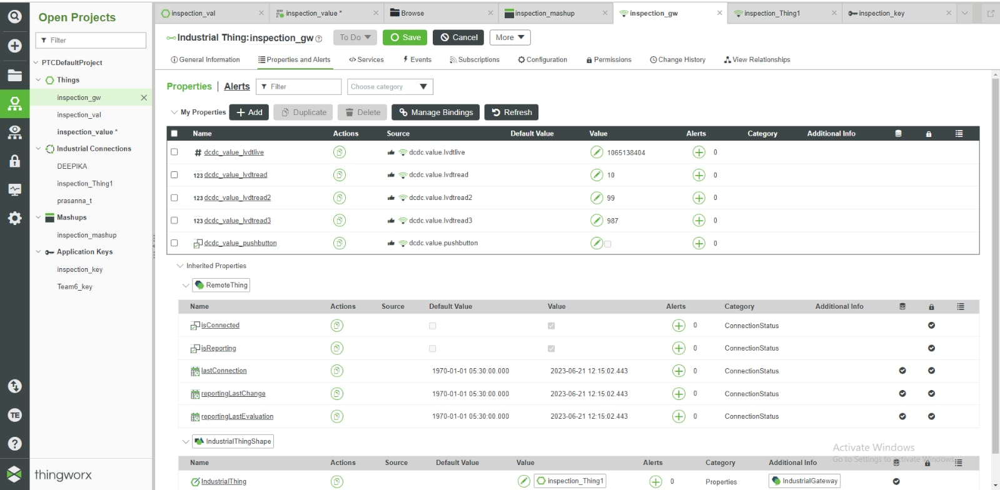 inspection_val
inspection_value *
Browse
inspection_mashup
inspection_gw
inspection_Thing1
inspection_key
Open Projects
Filter
PTCDefaultProject
Things
inspection_gw
inspection_val
inspection_value *
Industrial Connections
DEEPIKA
inspection_Thing1
prasanna_t
Mashups
inspection_mashup
Application Keys
inspection_key
Team6_key
TE
thingworx
Industrial Thing: inspection_gw To Do Save Cancel More
General Information Properties and Alerts Services Events Subscriptions Configuration Permissions Change History View Relationships
Properties | Alerts Filter Choose category
My Properties Add Duplicate Delete Manage Bindings Refresh
Name Actions Source Default Value Value Alerts Category Additional Info
# dcdc_value_lvdtlive dcdc.value.lvdtlive 1065138404 0
123 dcdc_value_lvdtread dcdc.value.lvdtread 10 0
123 dcdc_value_lvdtread2 dcdc.value.lvdtread2 99 0
123 dcdc_value_lvdtread3 dcdc.value.lvdtread3 987 0
dcdc_value_pushbutton dcdc.value.pushbutton 0
Inherited Properties
RemoteThing
Name Actions Source Default Value Value Alerts Category Additional Info
isConnected 0 ConnectionStatus
isReporting 0 ConnectionStatus
lastConnection 1970-01-01 05:30:00.000 2023-06-21 12:15:02.443 0 ConnectionStatus
reportingLastChange 1970-01-01 05:30:00.000 2023-06-21 12:15:02.443 0 ConnectionStatus
reportingLastEvaluation 1970-01-01 05:30:00.000 2023-06-21 12:15:02.443 0 ConnectionStatus
IndustrialThingShape
Activate Windows
Go to Settings to activate Windows.
Name Actions Source Default Value Value Alerts Category Additional Info
IndustrialThing inspection_Thing1 0 Properties IndustrialGateway